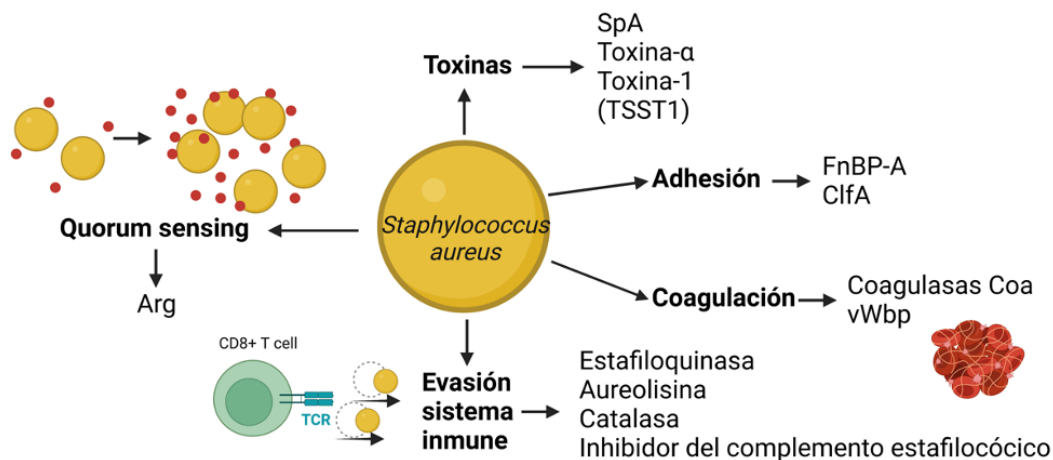 Toxinas
SpA
Toxina-α
Toxina-1
(TSST1)
Quorum sensing
Arg
Staphylococcus
aureus
Adhesión
FnBP-A
ClfA
Coagulación
Coagulasas Coa
vWbp
CD8+ T cell
TCR
Evasión
sistema
inmune
Estafiloquinasa
Aureolisina
Catalasa
Inhibidor del complemento estafilocócico